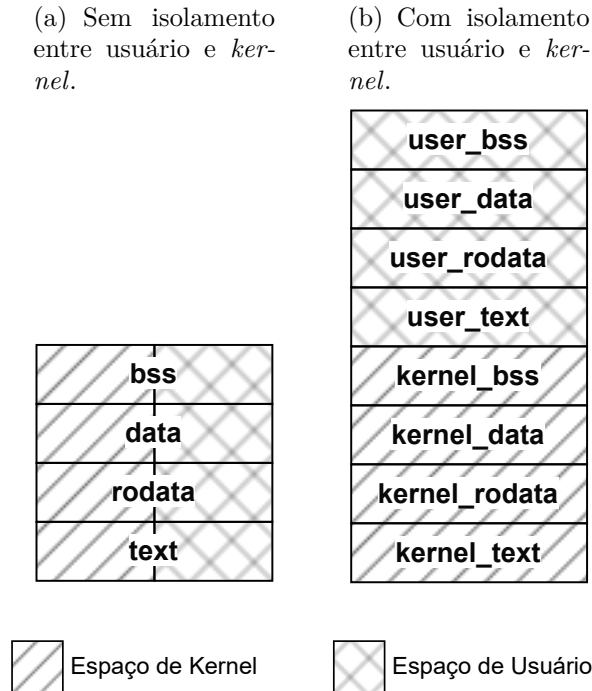 (a) Sem isolamento
entre usuário e ker-
nel.
(b) Com isolamento
entre usuário e ker-
nel.
bss
data
rodata
text
user_bss
user_data
user_rodata
user_text
kernel_bss
kernel_data
kernel_rodata
kernel_text
Espaço de Kernel
Espaço de Usuário